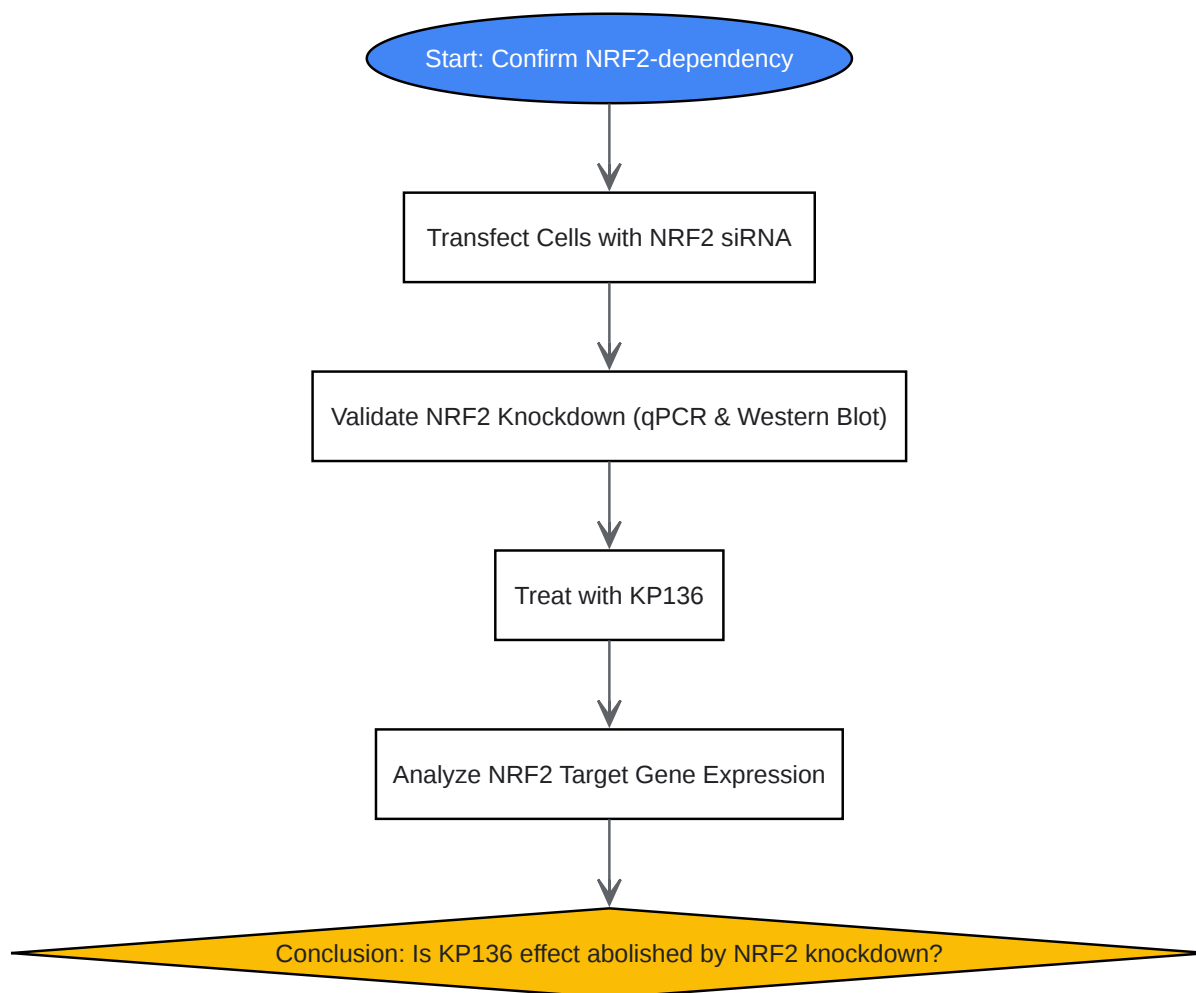 Start: Confirm NRF2-dependency
Transfect Cells with NRF2 siRNA
Validate NRF2 Knockdown (qPCR & Western Blot)
Treat with KP136
Analyze NRF2 Target Gene Expression
Conclusion: Is KP136 effect abolished by NRF2 knockdown?